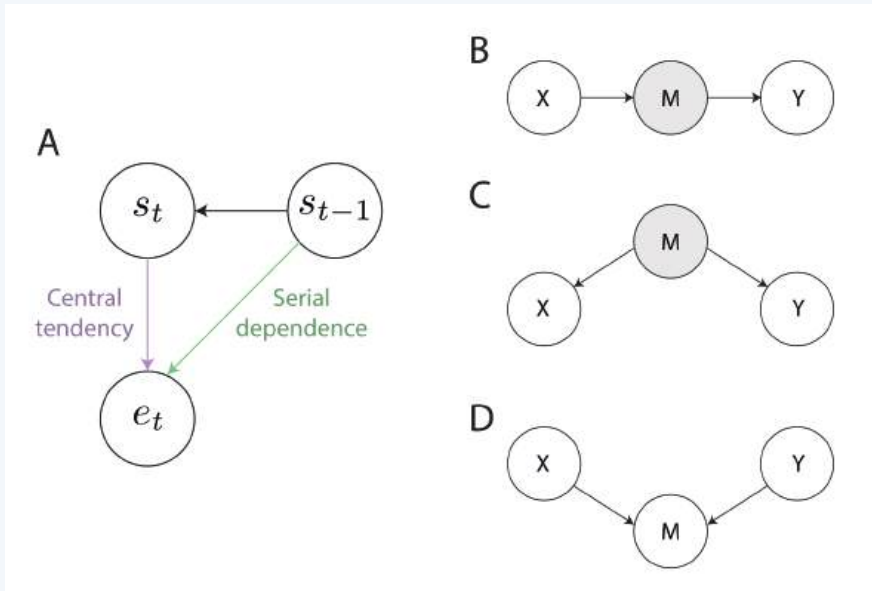 A
s_t
s_{t-1}
Central
tendency
Serial
dependence
e_t
B
X
M
Y
C
M
X
Y
D
X
Y
M